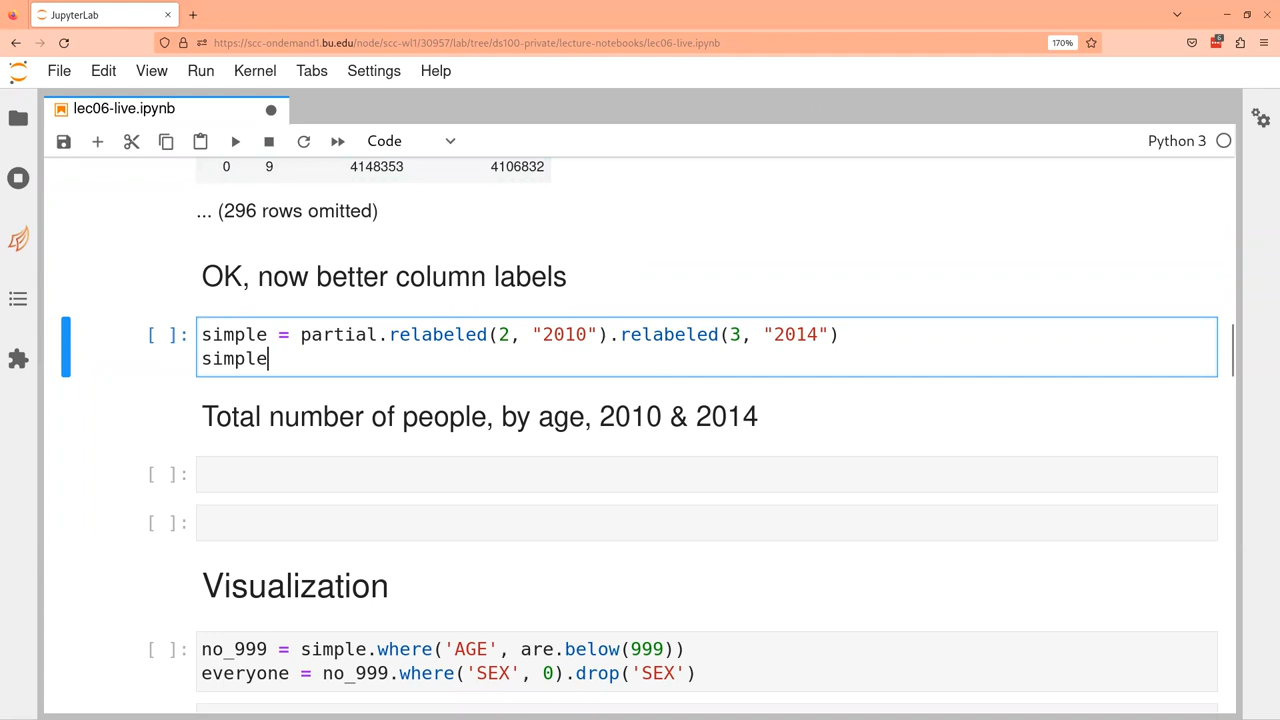 JupyterLab
https://scc-ondemand1.bu.edu/node/scc-wl1/30957/lab/tree/ds100-private/lecture-notebooks/lec06-live.ipynb
170%
6
File Edit View Run Kernel Tabs Settings Help
lec06-live.ipynb
Code
Python 3
0 9 4148353 4106832
... (296 rows omitted)
OK, now better column labels
[ ]: simple = partial.relabeled(2, "2010").relabeled(3, "2014")
simple
Total number of people, by age, 2010 & 2014
[ ]:
[ ]:
Visualization
[ ]: no_999 = simple.where('AGE', are.below(999))
everyone = no_999.where('SEX', 0).drop('SEX')